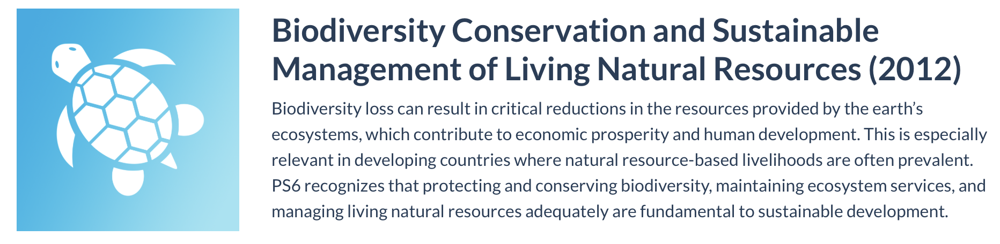 Biodiversity Conservation and Sustainable
Management of Living Natural Resources (2012)
Biodiversity loss can result in critical reductions in the resources provided by the earth’s
ecosystems, which contribute to economic prosperity and human development. This is especially
relevant in developing countries where natural resource-based livelihoods are often prevalent.
PS6 recognizes that protecting and conserving biodiversity, maintaining ecosystem services, and
managing living natural resources adequately are fundamental to sustainable development.